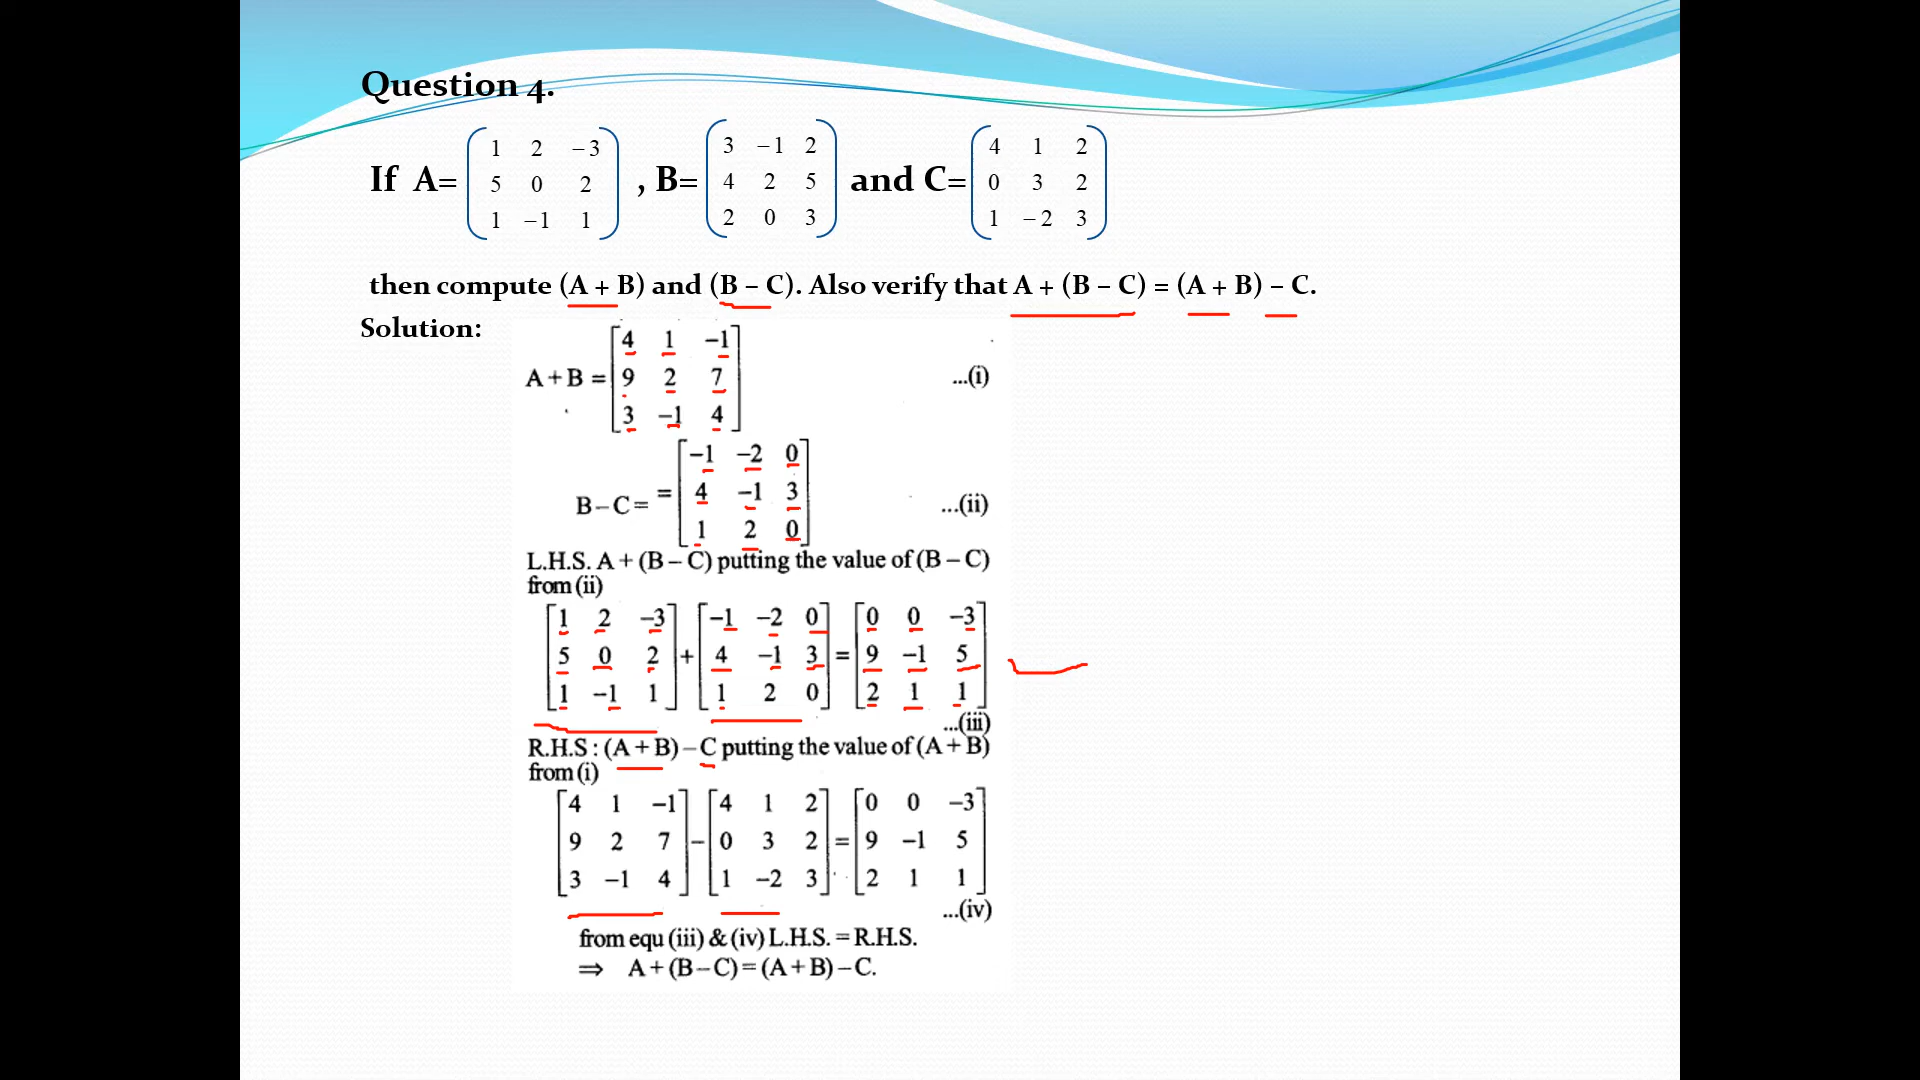 Question 4.
If A= ( 1 2 −3 ; 5 0 2 ; 1 −1 1 ) , B= ( 3 −1 2 ; 4 2 5 ; 2 0 3 ) and C= ( 4 1 2 ; 0 3 2 ; 1 −2 3 )
then compute (A + B) and (B – C). Also verify that A + (B – C) = (A + B) – C.
Solution:
A+B = [ 4 1 −1 ; 9 2 7 ; 3 −1 4 ] ...(i)
B−C= = [ −1 −2 0 ; 4 −1 3 ; 1 2 0 ] ...(ii)
L.H.S. A + (B − C) putting the value of (B − C)
from (ii)
[ 1 2 −3 ; 5 0 2 ; 1 −1 1 ] + [ −1 −2 0 ; 4 −1 3 ; 1 2 0 ] = [ 0 0 −3 ; 9 −1 5 ; 2 1 1 ]
...(iii)
R.H.S : (A + B) − C putting the value of (A + B)
from (i)
[ 4 1 −1 ; 9 2 7 ; 3 −1 4 ] − [ 4 1 2 ; 0 3 2 ; 1 −2 3 ] = [ 0 0 −3 ; 9 −1 5 ; 2 1 1 ]
...(iv)
from equ (iii) & (iv) L.H.S. = R.H.S.
⇒ A + (B − C) = (A + B) − C.